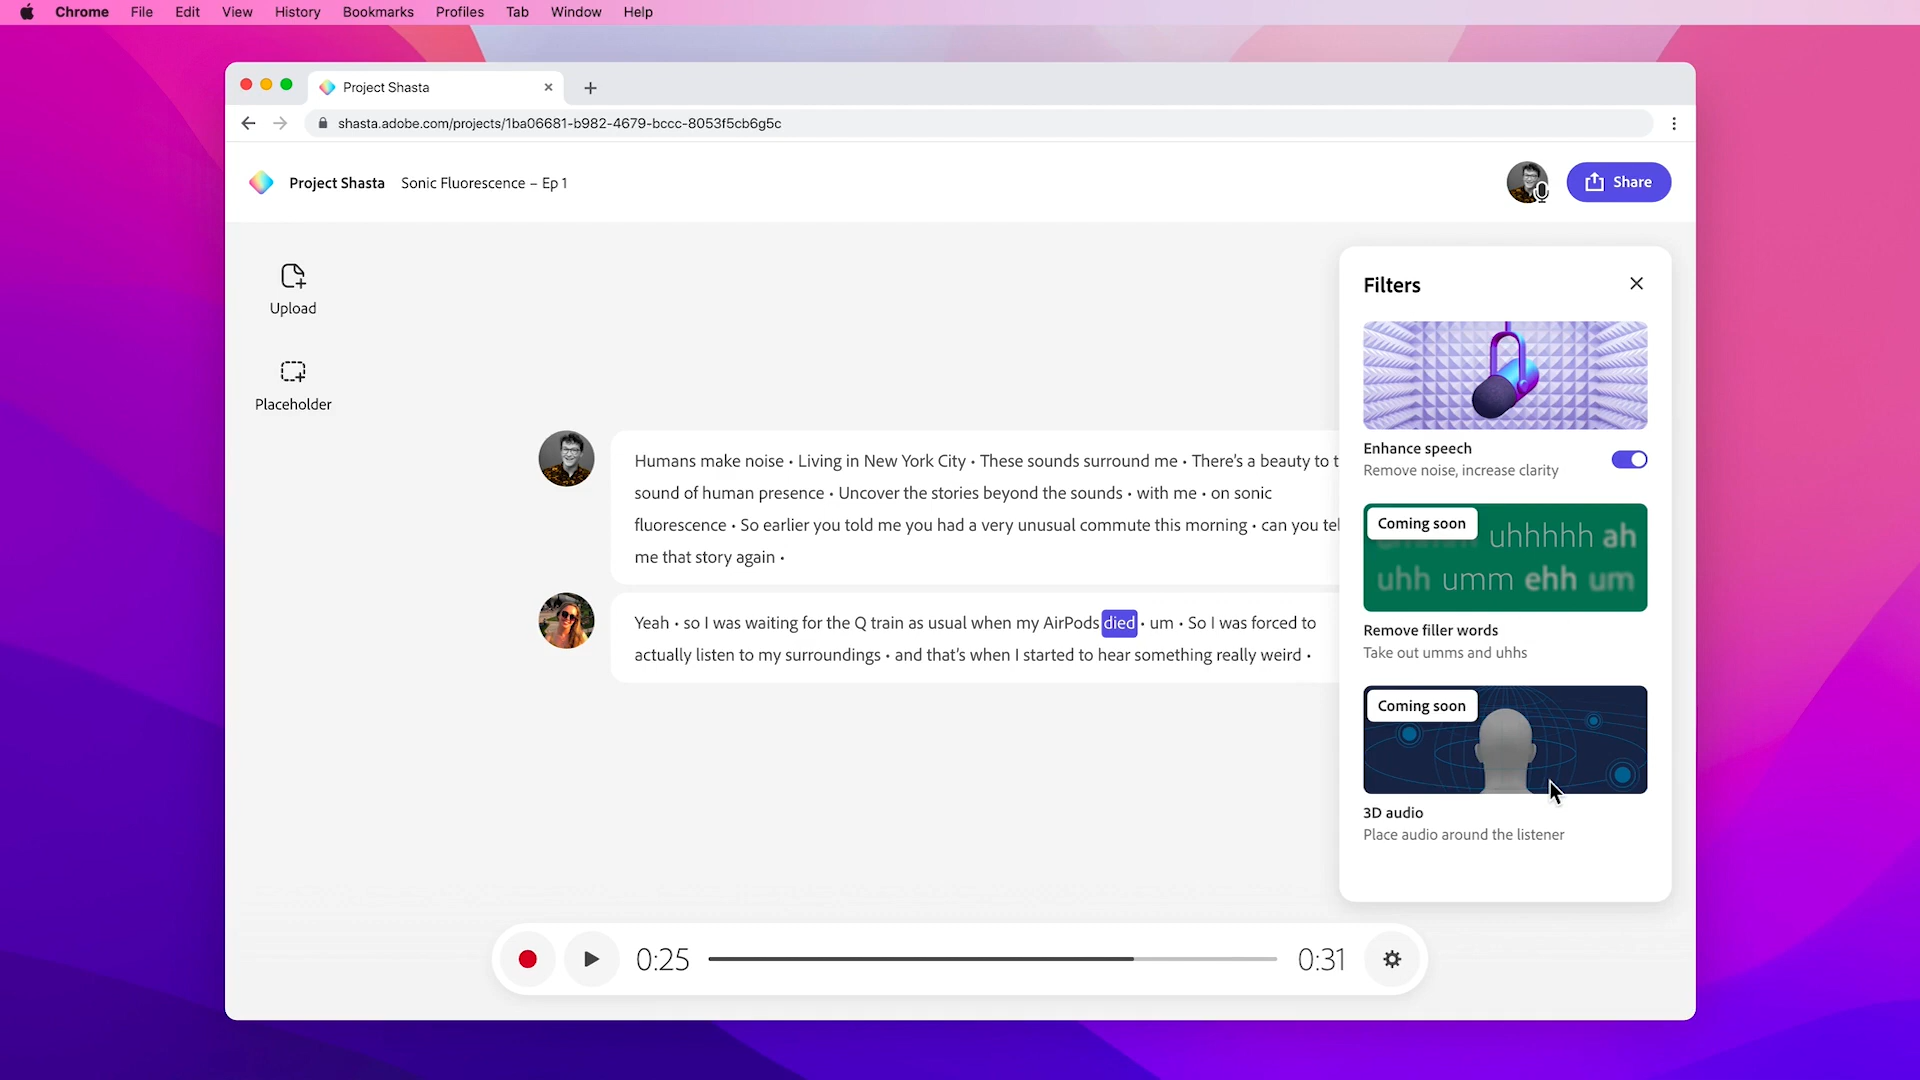 Chrome File Edit View History Bookmarks Profiles Tab Window Help
Project Shasta
shasta.adobe.com/projects/1ba06681-b982-4679-bccc-8053f5cb6g5c
Project Shasta Sonic Fluorescence – Ep 1
Share
Upload
Placeholder
Humans make noise • Living in New York City • These sounds surround me • There's a beauty to t
sound of human presence • Uncover the stories beyond the sounds • with me • on sonic
fluorescence • So earlier you told me you had a very unusual commute this morning • can you tel
me that story again •
Yeah • so I was waiting for the Q train as usual when my AirPods died • um • So I was forced to
actually listen to my surroundings • and that's when I started to hear something really weird •
Filters
Enhance speech
Remove noise, increase clarity
Coming soon
uhhhhh ah
uhh umm ehh um
Remove filler words
Take out umms and uhhs
Coming soon
3D audio
Place audio around the listener
0:25
0:31